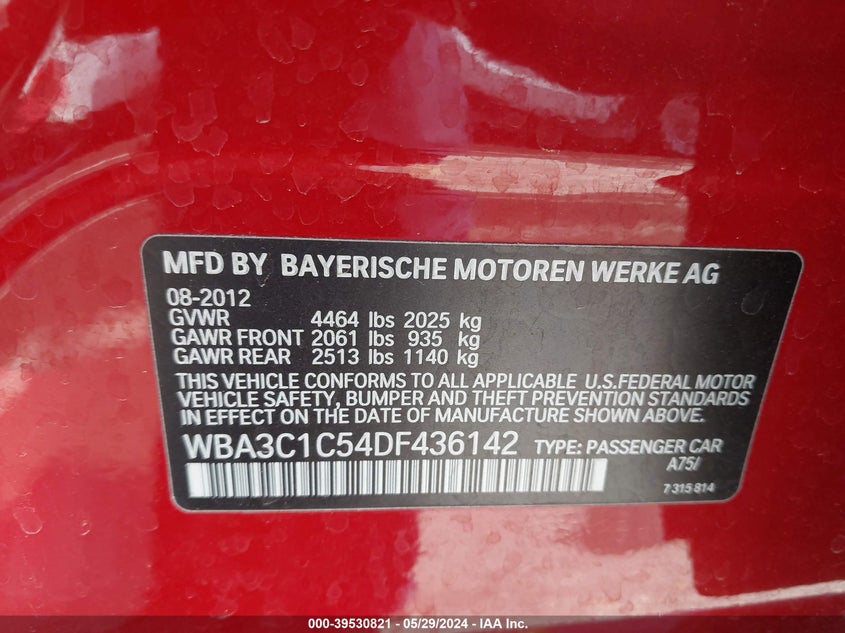 MFD BY BAYERISCHE MOTOREN WERKE AG
08-2012
GVWR 4464 lbs 2025 kg
GAWR FRONT 2061 lbs 935 kg
GAWR REAR 2513 lbs 1140 kg
THIS VEHICLE CONFORMS TO ALL APPLICABLE U.S.FEDERAL MOTOR
VEHICLE SAFETY, BUMPER AND THEFT PREVENTION STANDARDS
IN EFFECT ON THE DATE OF MANUFACTURE SHOWN ABOVE.
WBA3C1C54DF436142 TYPE: PASSENGER CAR
A75/
7 315 814
000-39530821 - 05/29/2024 - IAA Inc.